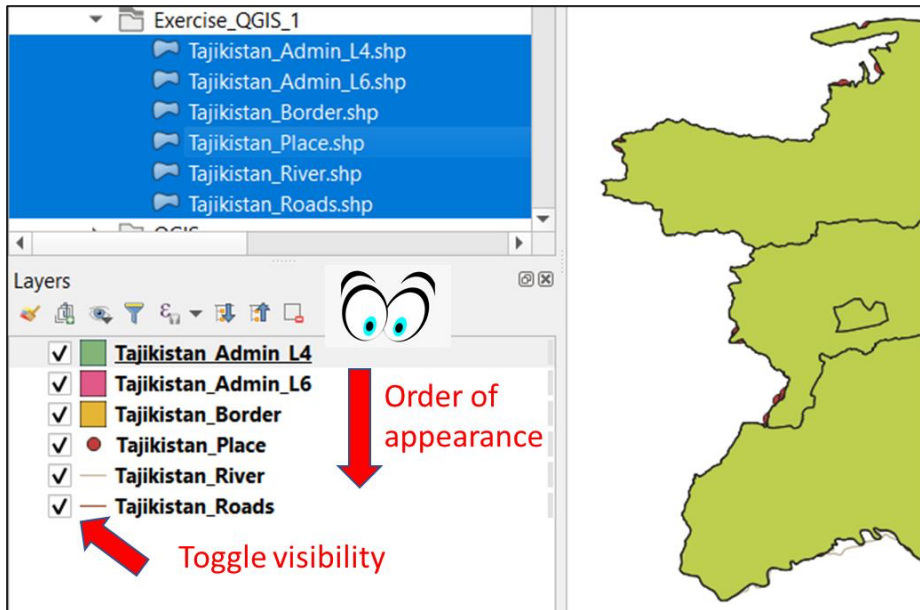 Exercise_QGIS_1
Tajikistan_Admin_L4.shp
Tajikistan_Admin_L6.shp
Tajikistan_Border.shp
Tajikistan_Place.shp
Tajikistan_River.shp
Tajikistan_Roads.shp
QGIS
Layers
Tajikistan_Admin_L4
Tajikistan_Admin_L6
Tajikistan_Border
Tajikistan_Place
Tajikistan_River
Tajikistan_Roads
Order of
appearance
Toggle visibility